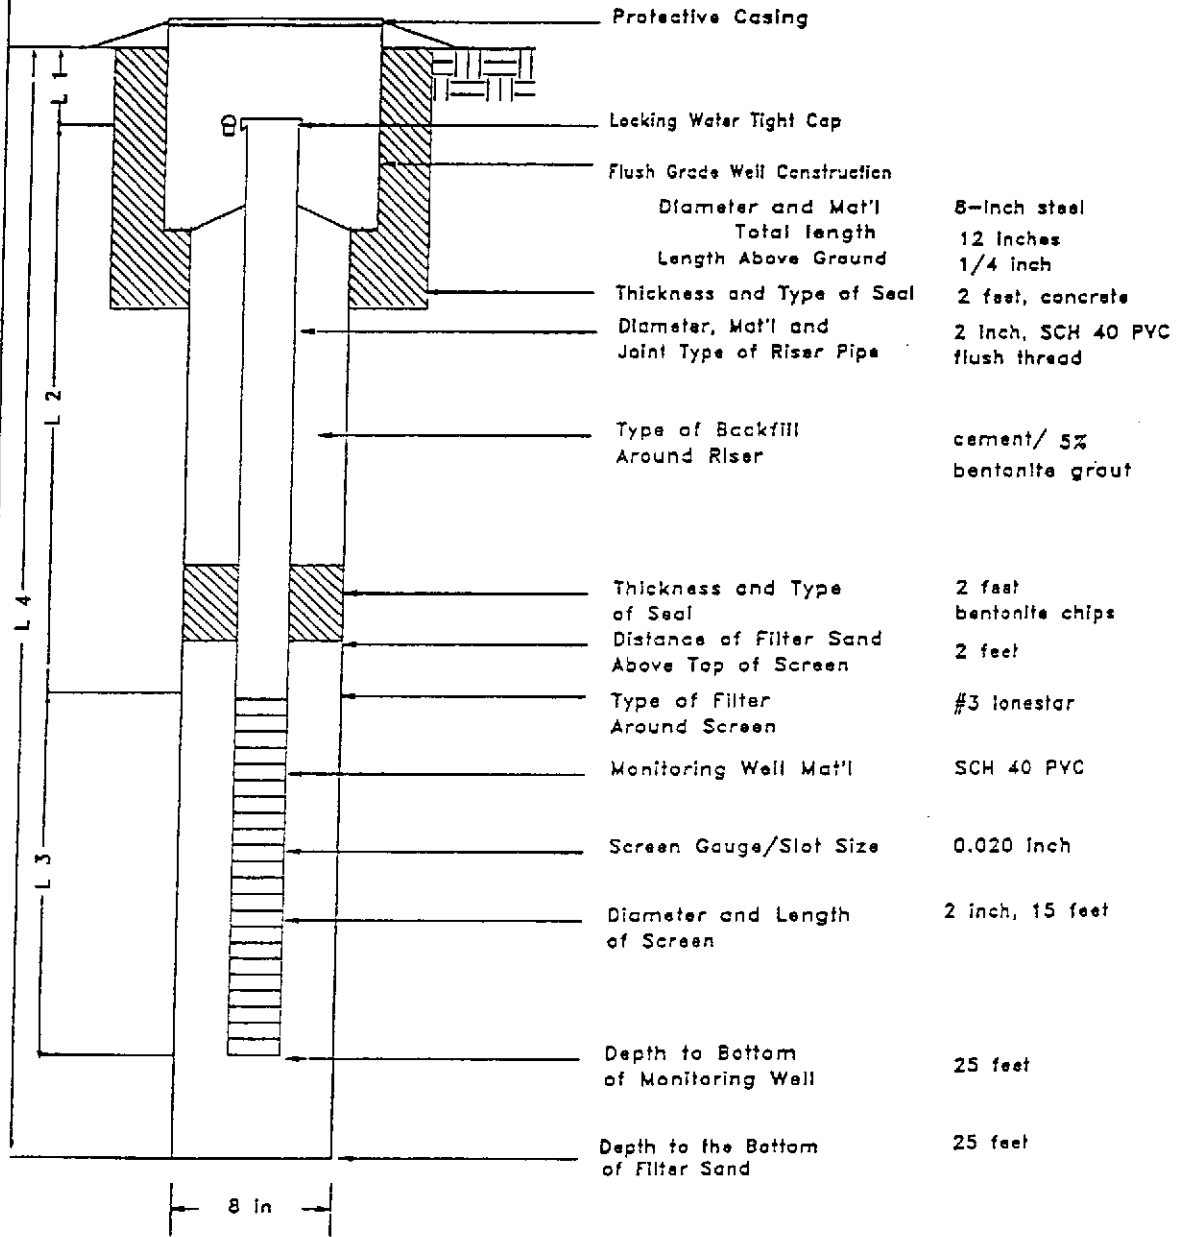 Protective Casing
L 1
Locking Water Tight Cap
Flush Grade Well Construction
Diameter and Mat'l 8-inch steel
Total length 12 inches
Length Above Ground 1/4 inch
Thickness and Type of Seal 2 feet, concrete
Diameter, Mat'l and 2 inch, SCH 40 PVC
Joint Type of Riser Pipe flush thread
L 2
Type of Backfill cement/ 5%
Around Riser bentonite grout
L 4
Thickness and Type 2 feet
of Seal bentonite chips
Distance of Filter Sand 2 feet
Above Top of Screen
Type of Filter #3 lonestar
Around Screen
Monitoring Well Mat'l SCH 40 PVC
L 3
Screen Gauge/Slot Size 0.020 inch
Diameter and Length 2 inch, 15 feet
of Screen
Depth to Bottom 25 feet
of Monitoring Well
Depth to the Bottom 25 feet
of Filter Sand
8 in